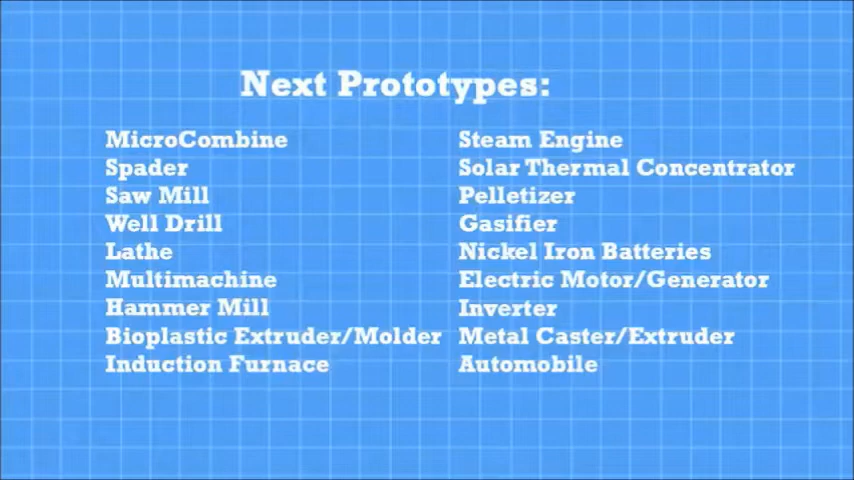 Next Prototypes:
MicroCombine
Spader
Saw Mill
Well Drill
Lathe
Multimachine
Hammer Mill
Bioplastic Extruder/Molder
Induction Furnace
Steam Engine
Solar Thermal Concentrator
Pelletizer
Gasifier
Nickel Iron Batteries
Electric Motor/Generator
Inverter
Metal Caster/Extruder
Automobile